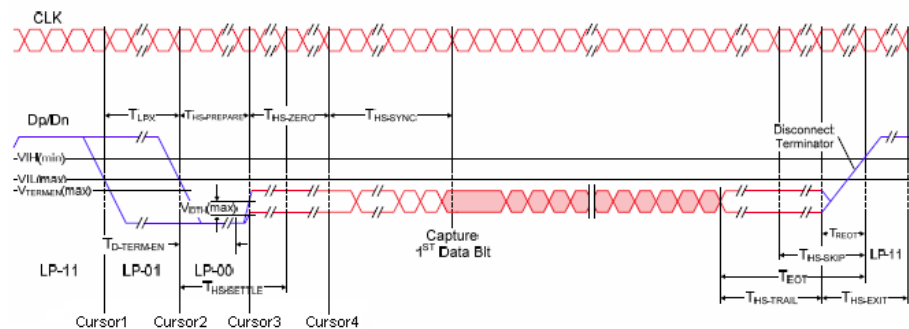 CLK
Dp/Dn
TLPX
THS-PREPARE
THS-ZERO
THS-SYNC
Disconnect
Terminator
VIH(min)
VIL(max)
VTERM-EN(max)
VIDTH(max)
TD-TERM-EN
Capture
1ST Data Bit
TREOT
LP-11
LP-01
LP-00
THS-SKIP
LP-11
THS-SETTLE
TEOT
THS-TRAIL
THS-EXIT
Cursor1
Cursor2
Cursor3
Cursor4